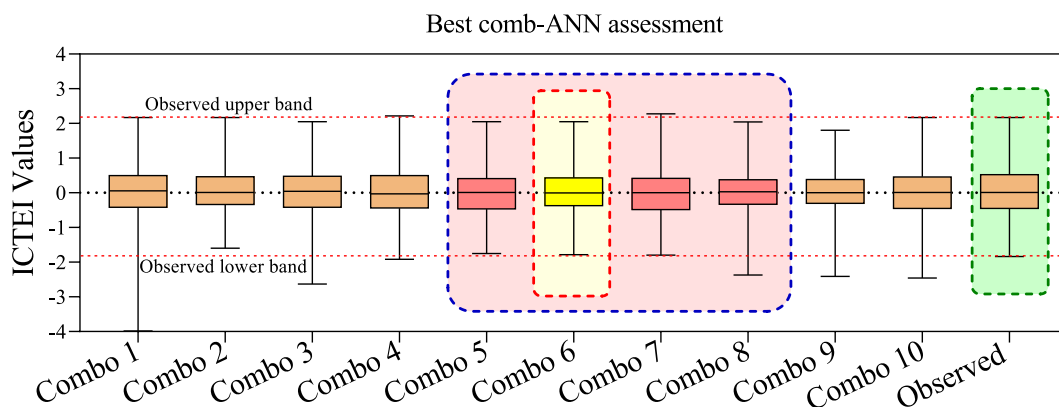 Best comb-ANN assessment
ICTEI Values
4
3
2
1
0
-1
-2
-3
-4
Observed upper band
Observed lower band
Combo 1
Combo 2
Combo 3
Combo 4
Combo 5
Combo 6
Combo 7
Combo 8
Combo 9
Combo 10
Observed